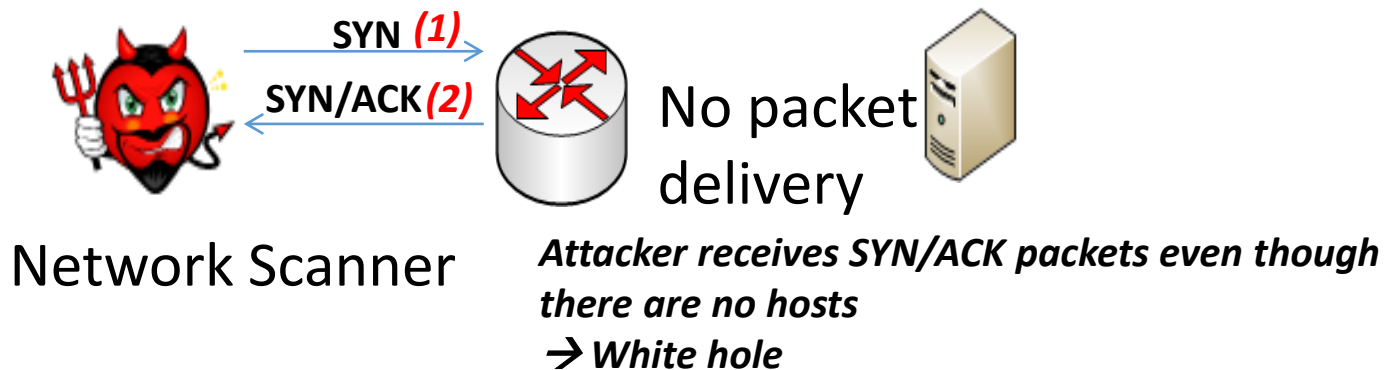 SYN (1)
SYN/ACK(2)
No packet
delivery
Network Scanner
Attacker receives SYN/ACK packets even though
there are no hosts
→ White hole